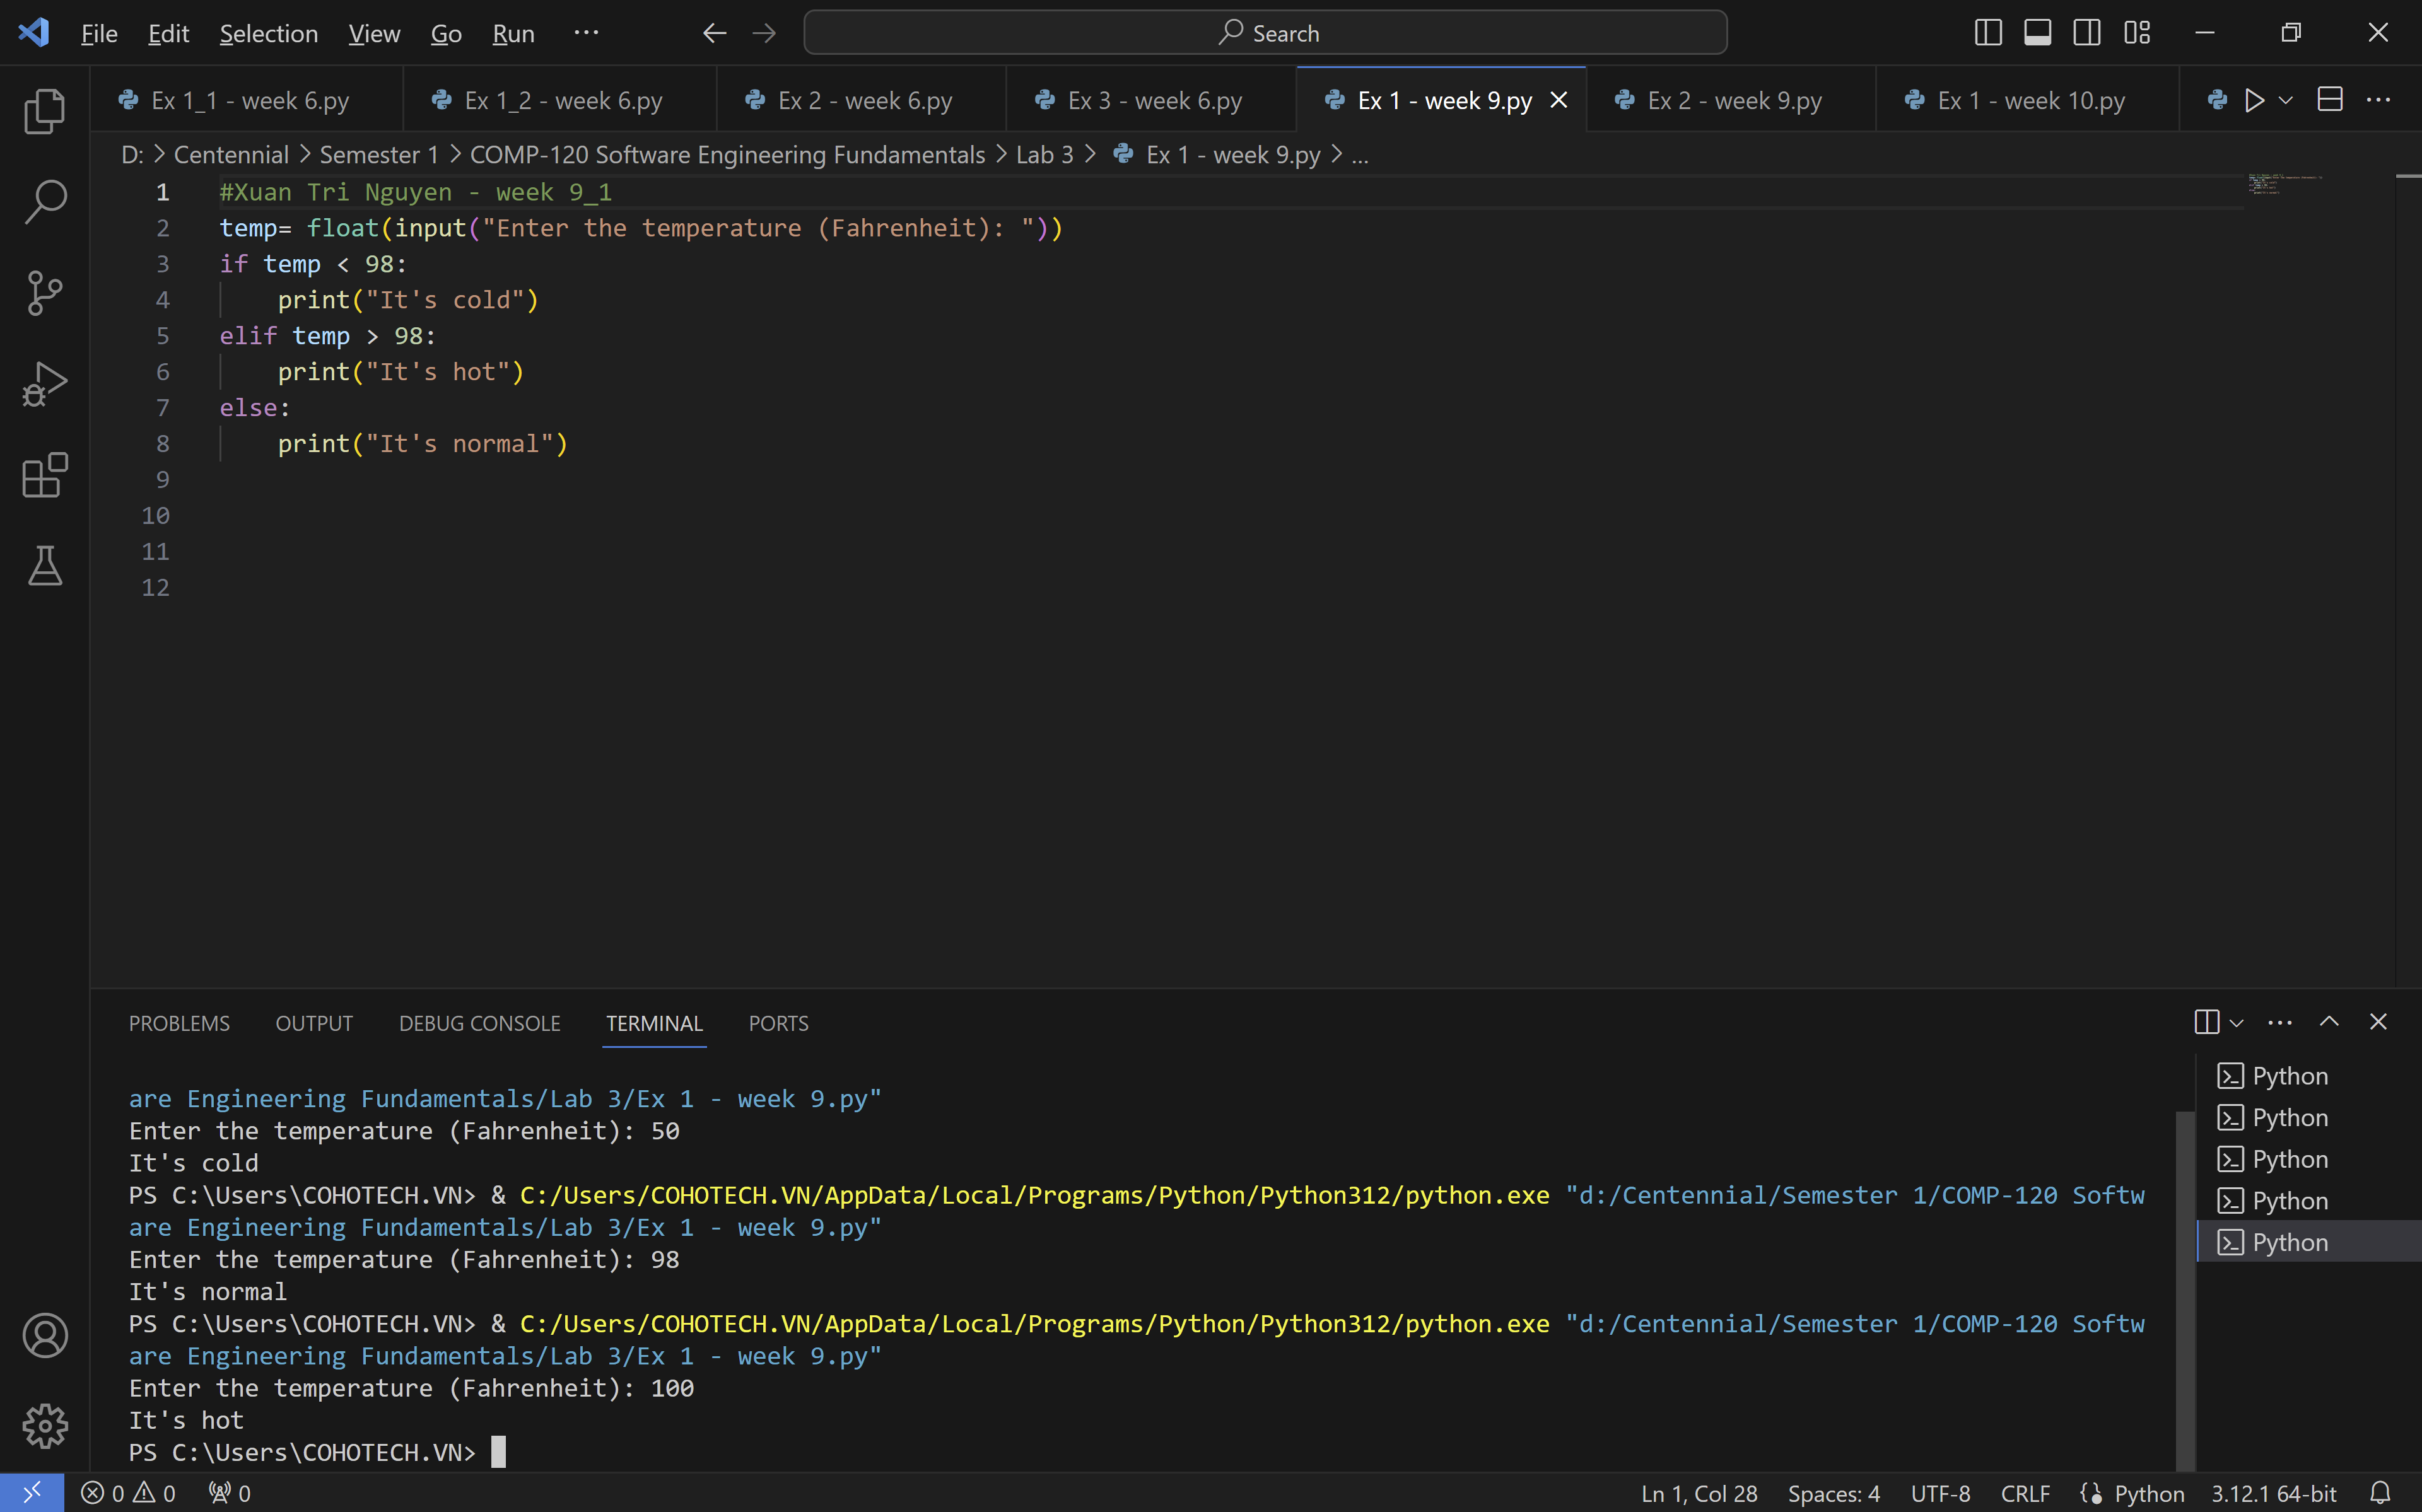 File Edit Selection View Go Run ... Search
Ex 1_1 - week 6.py Ex 1_2 - week 6.py Ex 2 - week 6.py Ex 3 - week 6.py Ex 1 - week 9.py Ex 2 - week 9.py Ex 1 - week 10.py
D: > Centennial > Semester 1 > COMP-120 Software Engineering Fundamentals > Lab 3 > Ex 1 - week 9.py > ...
1 #Xuan Tri Nguyen - week 9_1
2 temp= float(input("Enter the temperature (Fahrenheit): "))
3 if temp < 98:
4     print("It's cold")
5 elif temp > 98:
6     print("It's hot")
7 else:
8     print("It's normal")
9
10
11
12
PROBLEMS OUTPUT DEBUG CONSOLE TERMINAL PORTS
are Engineering Fundamentals/Lab 3/Ex 1 - week 9.py"
Enter the temperature (Fahrenheit): 50
It's cold
PS C:\Users\COHOTECH.VN> & C:/Users/COHOTECH.VN/AppData/Local/Programs/Python/Python312/python.exe "d:/Centennial/Semester 1/COMP-120 Softw
are Engineering Fundamentals/Lab 3/Ex 1 - week 9.py"
Enter the temperature (Fahrenheit): 98
It's normal
PS C:\Users\COHOTECH.VN> & C:/Users/COHOTECH.VN/AppData/Local/Programs/Python/Python312/python.exe "d:/Centennial/Semester 1/COMP-120 Softw
are Engineering Fundamentals/Lab 3/Ex 1 - week 9.py"
Enter the temperature (Fahrenheit): 100
It's hot
PS C:\Users\COHOTECH.VN>
Python
Python
Python
Python
Python
0 0 0 Ln 1, Col 28 Spaces: 4 UTF-8 CRLF Python 3.12.1 64-bit